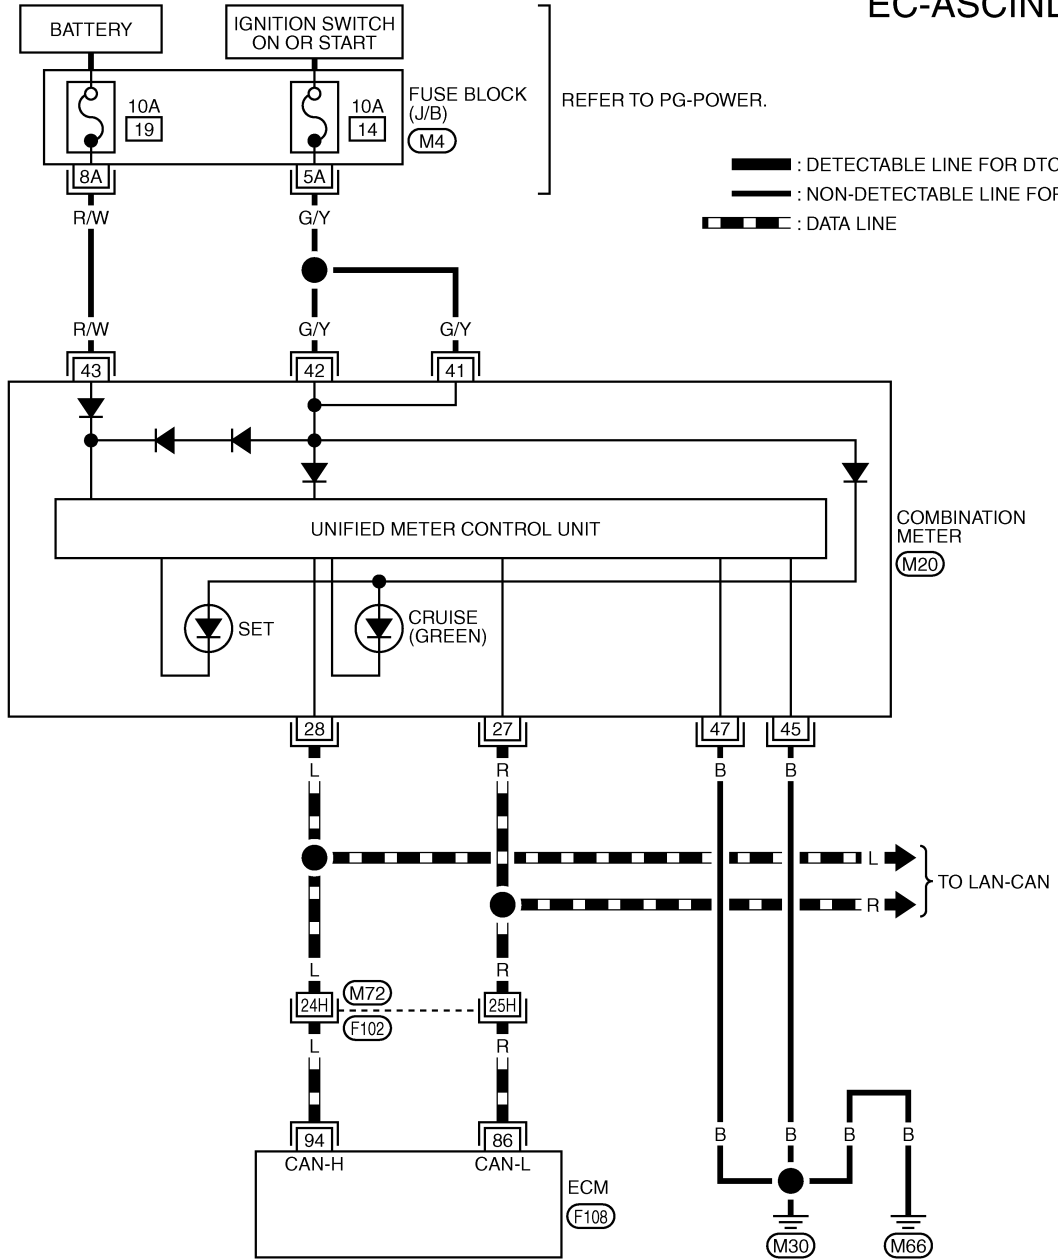 EC-ASCIND
BATTERY
IGNITION SWITCH
ON OR START
10A
19
10A
14
FUSE BLOCK
(J/B)
M4
REFER TO PG-POWER.
8A
5A
: DETECTABLE LINE FOR DTC
: NON-DETECTABLE LINE FOR
: DATA LINE
R/W
G/Y
R/W
G/Y
G/Y
43
42
41
UNIFIED METER CONTROL UNIT
COMBINATION
METER
M20
SET
CRUISE
(GREEN)
28
27
47
45
L
R
B
B
L
TO LAN-CAN
R
L
R
24H
M72
F102
25H
L
R
94
86
CAN-H
CAN-L
ECM
F108
B
B
B
B
M30
M66